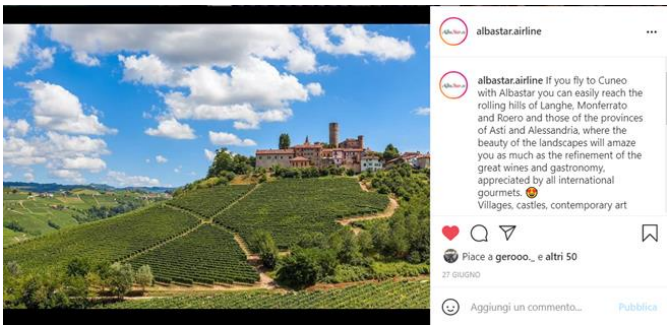 albastar.airline
albastar.airline If you fly to Cuneo
with Albastar you can easily reach the
rolling hills of Langhe, Monferrato
and Roero and those of the provinces
of Asti and Alessandria, where the
beauty of the landscapes will amaze
you as much as the refinement of the
great wines and gastronomy,
appreciated by all international
gourmets. 😍
Villages, castles, contemporary art
Piace a gerooo._ e altri 50
27 GIUGNO
Aggiungi un commento...
Pubblica